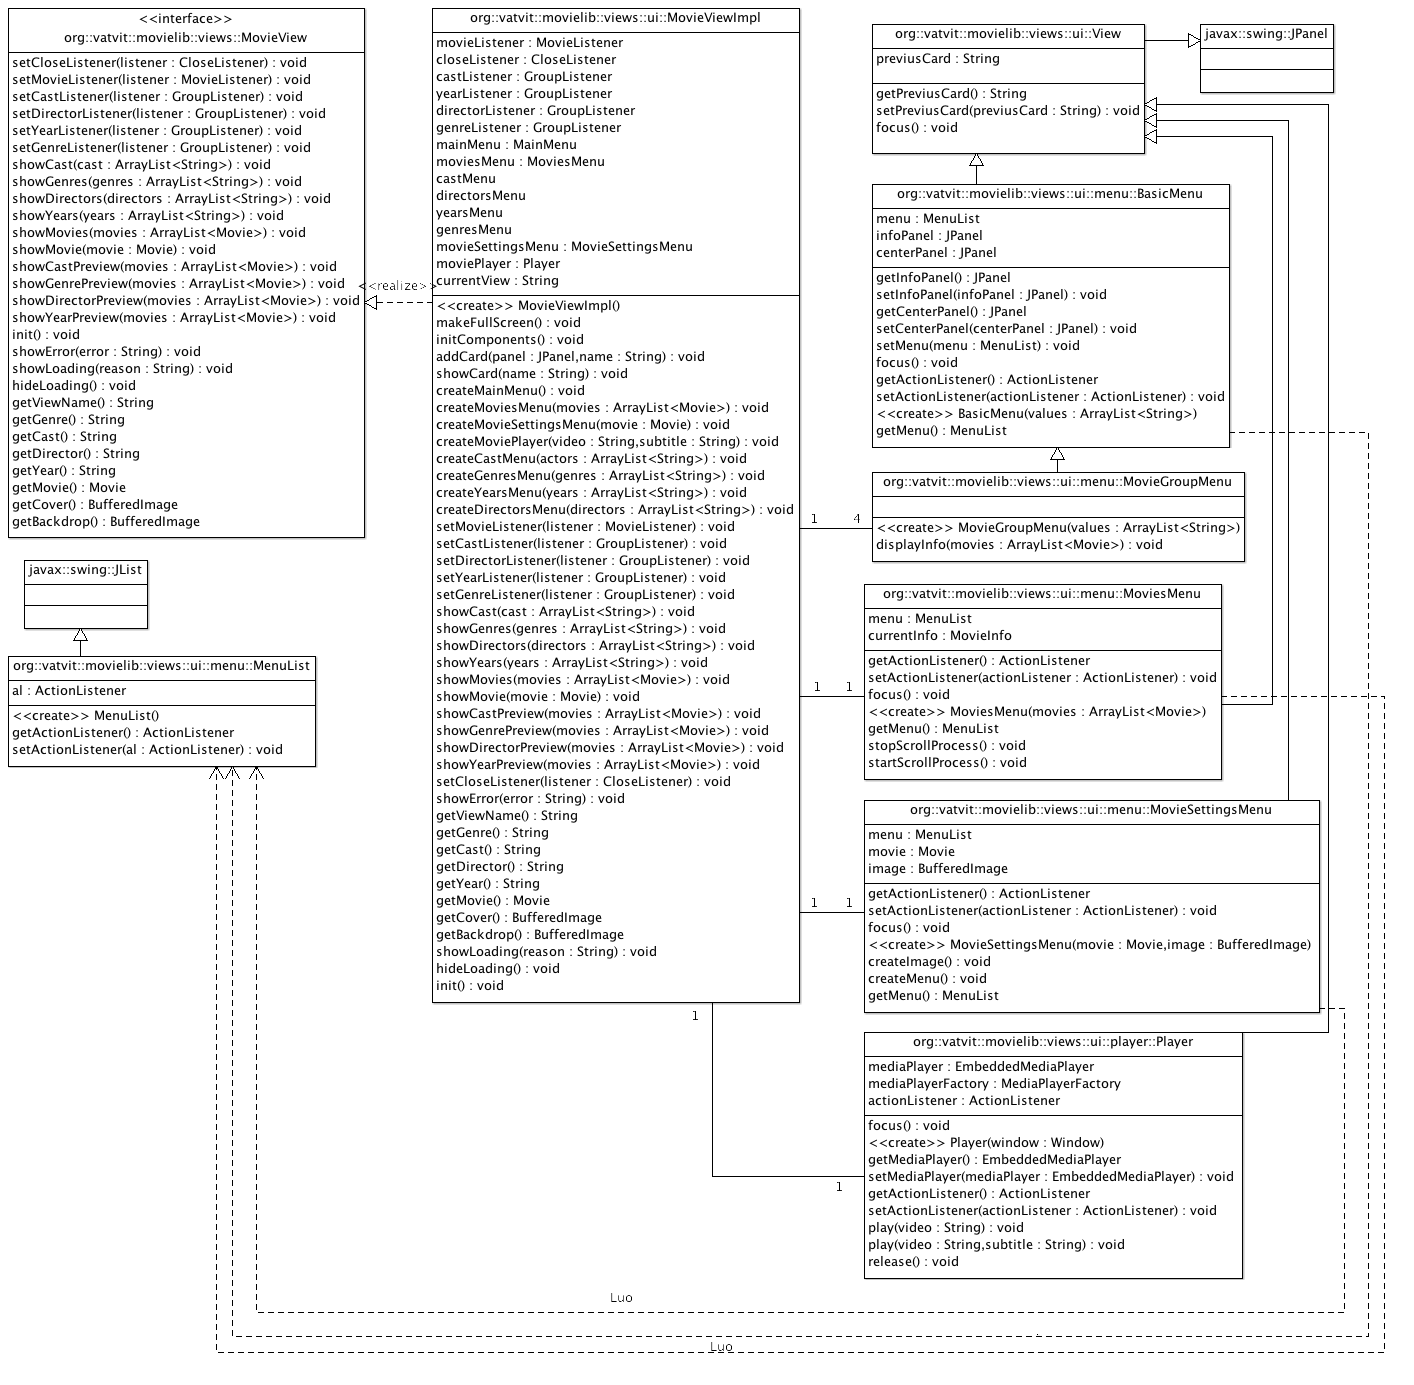 <<interface>>
org::vatvit::movielib::views::MovieView
setCloseListener(listener : CloseListener) : void
setMovieListener(listener : MovieListener) : void
setCastListener(listener : GroupListener) : void
setDirectorListener(listener : GroupListener) : void
setYearListener(listener : GroupListener) : void
setGenreListener(listener : GroupListener) : void
showCast(cast : ArrayList<String>) : void
showGenres(genres : ArrayList<String>) : void
showDirectors(directors : ArrayList<String>) : void
showYears(years : ArrayList<String>) : void
showMovies(movies : ArrayList<Movie>) : void
showMovie(movie : Movie) : void
showCastPreview(movies : ArrayList<Movie>) : void
showGenrePreview(movies : ArrayList<Movie>) : void
showDirectorPreview(movies : ArrayList<Movie>) : void
showYearPreview(movies : ArrayList<Movie>) : void
init() : void
showError(error : String) : void
showLoading(reason : String) : void
hideLoading() : void
getViewName() : String
getGenre() : String
getCast() : String
getDirector() : String
getYear() : String
getMovie() : Movie
getCover() : BufferedImage
getBackdrop() : BufferedImage
<<realize>>
javax::swing::JList
org::vatvit::movielib::views::ui::menu::MenuList
al : ActionListener
<<create>> MenuList()
getActionListener() : ActionListener
setActionListener(al : ActionListener) : void
org::vatvit::movielib::views::ui::MovieViewImpl
movieListener : MovieListener
closeListener : CloseListener
castListener : GroupListener
yearListener : GroupListener
directorListener : GroupListener
genreListener : GroupListener
mainMenu : MainMenu
moviesMenu : MoviesMenu
castMenu
directorsMenu
yearsMenu
genresMenu
movieSettingsMenu : MovieSettingsMenu
moviePlayer : Player
currentView : String
<<create>> MovieViewImpl()
makeFullScreen() : void
initComponents() : void
addCard(panel : JPanel,name : String) : void
showCard(name : String) : void
createMainMenu() : void
createMoviesMenu(movies : ArrayList<Movie>) : void
createMovieSettingsMenu(movie : Movie) : void
createMoviePlayer(video : String,subtitle : String) : void
createCastMenu(actors : ArrayList<String>) : void
createGenresMenu(genres : ArrayList<String>) : void
createYearsMenu(years : ArrayList<String>) : void
createDirectorsMenu(directors : ArrayList<String>) : void
setMovieListener(listener : MovieListener) : void
setCastListener(listener : GroupListener) : void
setDirectorListener(listener : GroupListener) : void
setYearListener(listener : GroupListener) : void
setGenreListener(listener : GroupListener) : void
showCast(cast : ArrayList<String>) : void
showGenres(genres : ArrayList<String>) : void
showDirectors(directors : ArrayList<String>) : void
showYears(years : ArrayList<String>) : void
showMovies(movies : ArrayList<Movie>) : void
showMovie(movie : Movie) : void
showCastPreview(movies : ArrayList<Movie>) : void
showGenrePreview(movies : ArrayList<Movie>) : void
showDirectorPreview(movies : ArrayList<Movie>) : void
showYearPreview(movies : ArrayList<Movie>) : void
setCloseListener(listener : CloseListener) : void
showError(error : String) : void
getViewName() : String
getGenre() : String
getCast() : String
getDirector() : String
getYear() : String
getMovie() : Movie
getCover() : BufferedImage
getBackdrop() : BufferedImage
showLoading(reason : String) : void
hideLoading() : void
init() : void
org::vatvit::movielib::views::ui::View
previusCard : String
getPreviusCard() : String
setPreviusCard(previusCard : String) : void
focus() : void
javax::swing::JPanel
org::vatvit::movielib::views::ui::menu::BasicMenu
menu : MenuList
infoPanel : JPanel
centerPanel : JPanel
getInfoPanel() : JPanel
setInfoPanel(infoPanel : JPanel) : void
getCenterPanel() : JPanel
setCenterPanel(centerPanel : JPanel) : void
setMenu(menu : MenuList) : void
focus() : void
getActionListener() : ActionListener
setActionListener(actionListener : ActionListener) : void
<<create>> BasicMenu(values : ArrayList<String>)
getMenu() : MenuList
org::vatvit::movielib::views::ui::menu::MovieGroupMenu
<<create>> MovieGroupMenu(values : ArrayList<String>)
displayInfo(movies : ArrayList<Movie>) : void
1 4
org::vatvit::movielib::views::ui::menu::MoviesMenu
menu : MenuList
currentInfo : MovieInfo
getActionListener() : ActionListener
setActionListener(actionListener : ActionListener) : void
focus() : void
<<create>> MoviesMenu(movies : ArrayList<Movie>)
getMenu() : MenuList
stopScrollProcess() : void
startScrollProcess() : void
1 1
org::vatvit::movielib::views::ui::menu::MovieSettingsMenu
menu : MenuList
movie : Movie
image : BufferedImage
getActionListener() : ActionListener
setActionListener(actionListener : ActionListener) : void
focus() : void
<<create>> MovieSettingsMenu(movie : Movie,image : BufferedImage)
createImage() : void
createMenu() : void
getMenu() : MenuList
1 1
org::vatvit::movielib::views::ui::player::Player
mediaPlayer : EmbeddedMediaPlayer
mediaPlayerFactory : MediaPlayerFactory
actionListener : ActionListener
focus() : void
<<create>> Player(window : Window)
getMediaPlayer() : EmbeddedMediaPlayer
setMediaPlayer(mediaPlayer : EmbeddedMediaPlayer) : void
getActionListener() : ActionListener
setActionListener(actionListener : ActionListener) : void
play(video : String) : void
play(video : String,subtitle : String) : void
release() : void
1
1
Luo
Luo